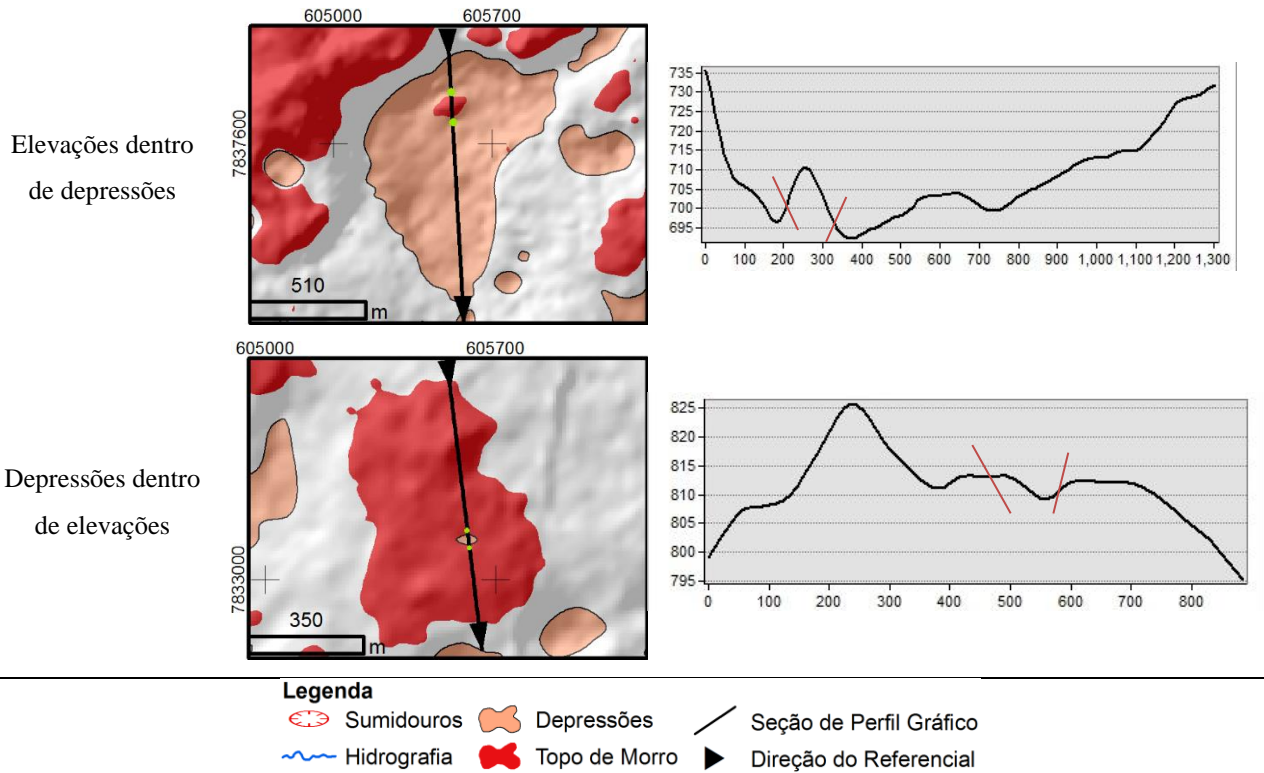 605000 605700
7837600
Elevações dentro
de depressões
510
m
735
730
725
720
715
710
705
700
695
0 100 200 300 400 500 600 700 800 900 1,000 1,100 1,200 1,300
605000 605700
7833000
Depressões dentro
de elevações
350
m
825
820
815
810
805
800
795
0 100 200 300 400 500 600 700 800
Legenda
Sumidouros Depressões Seção de Perfil Gráfico
Hidrografia Topo de Morro Direção do Referencial